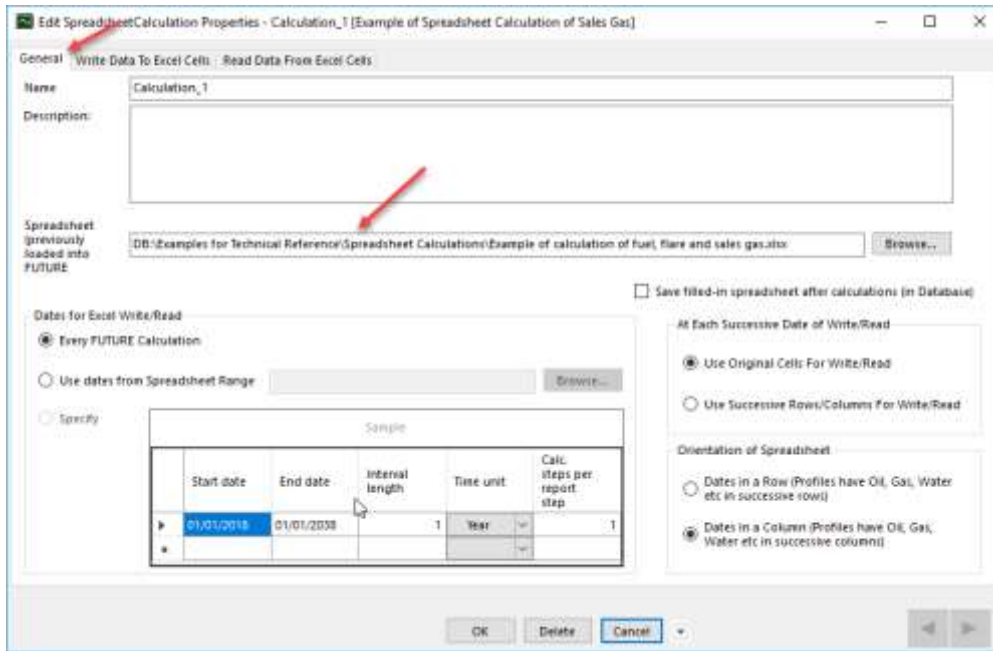 Edit SpreadsheetCalculation Properties - Calculation_1 [Example of Spreadsheet Calculation of Sales Gas]
General Write Data To Excel Cells Read Data From Excel Cells
Name Calculation_1
Description:
Spreadsheet
(previously
loaded into
FUTURE
DB:\Examples for Technical Reference\Spreadsheet Calculations\Example of calculation of fuel, flare and sales gas.xlsx Browse...
Save filled-in spreadsheet after calculations (in Database)
Dates for Excel Write/Read
Every FUTURE Calculation
Use dates from Spreadsheet Range Browse...
Specify
Sample
Start date End date Interval length Time unit Calc. steps per report step
01/01/2018 01/01/2038 1 Year 1
At Each Successive Date of Write/Read
Use Original Cells For Write/Read
Use Successive Rows/Columns For Write/Read
Orientation of Spreadsheet
Dates in a Row (Profiles have Oil, Gas, Water
etc in successive rows)
Dates in a Column (Profiles have Oil, Gas,
Water etc in successive columns)
OK Delete Cancel